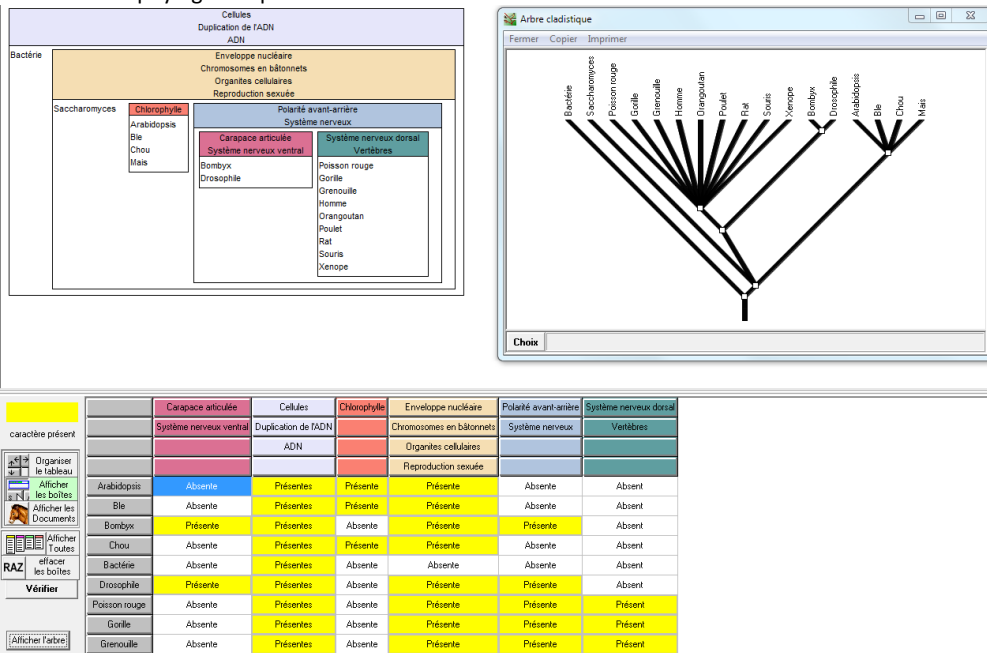 Cellules
Duplication de l'ADN
ADN
Bactérie
Enveloppe nucléaire
Chromosomes en bâtonnets
Organites cellulaires
Reproduction sexuée
Saccharomyces
Chlorophylle
Arabidopsis
Ble
Chou
Mais
Polarité avant-arrière
Système nerveux
Carapace articulée
Système nerveux ventral
Bombyx
Drosophile
Système nerveux dorsal
Vertèbres
Poisson rouge
Gorille
Grenouille
Homme
Orangoutan
Poulet
Rat
Souris
Xenope
Arbre cladistique
Fermer Copier Imprimer
Bactérie
Saccharomyces
Poisson rouge
Gorille
Grenouille
Homme
Orangoutan
Poulet
Rat
Souris
Xenope
Bombyx
Drosophile
Arabidopsis
Ble
Chou
Mais
Choix
caractère présent
Organiser le tableau
Afficher les boîtes
Afficher les Documents
Afficher Toutes
RAZ effacer les boîtes
Vérifier
Afficher l'arbre
Carapace articulée Cellules Chlorophylle Enveloppe nucléaire Polarité avant-arrière Système nerveux dorsal
Système nerveux ventral Duplication de l'ADN Chromosomes en bâtonnets Système nerveux Vertèbres
ADN Organites cellulaires
Reproduction sexuée
Arabidopsis Absente Présentes Présente Présente Absente Absent
Ble Absente Présentes Présente Présente Absente Absent
Bombyx Présente Présentes Absente Présente Présente Absent
Chou Absente Présentes Présente Présente Absente Absent
Bactérie Absente Présentes Absente Absente Absente Absent
Drosophile Présente Présentes Absente Présente Présente Absent
Poisson rouge Absente Présentes Absente Présente Présente Présent
Gorille Absente Présentes Absente Présente Présente Présent
Grenouille Absente Présentes Absente Présente Présente Présent